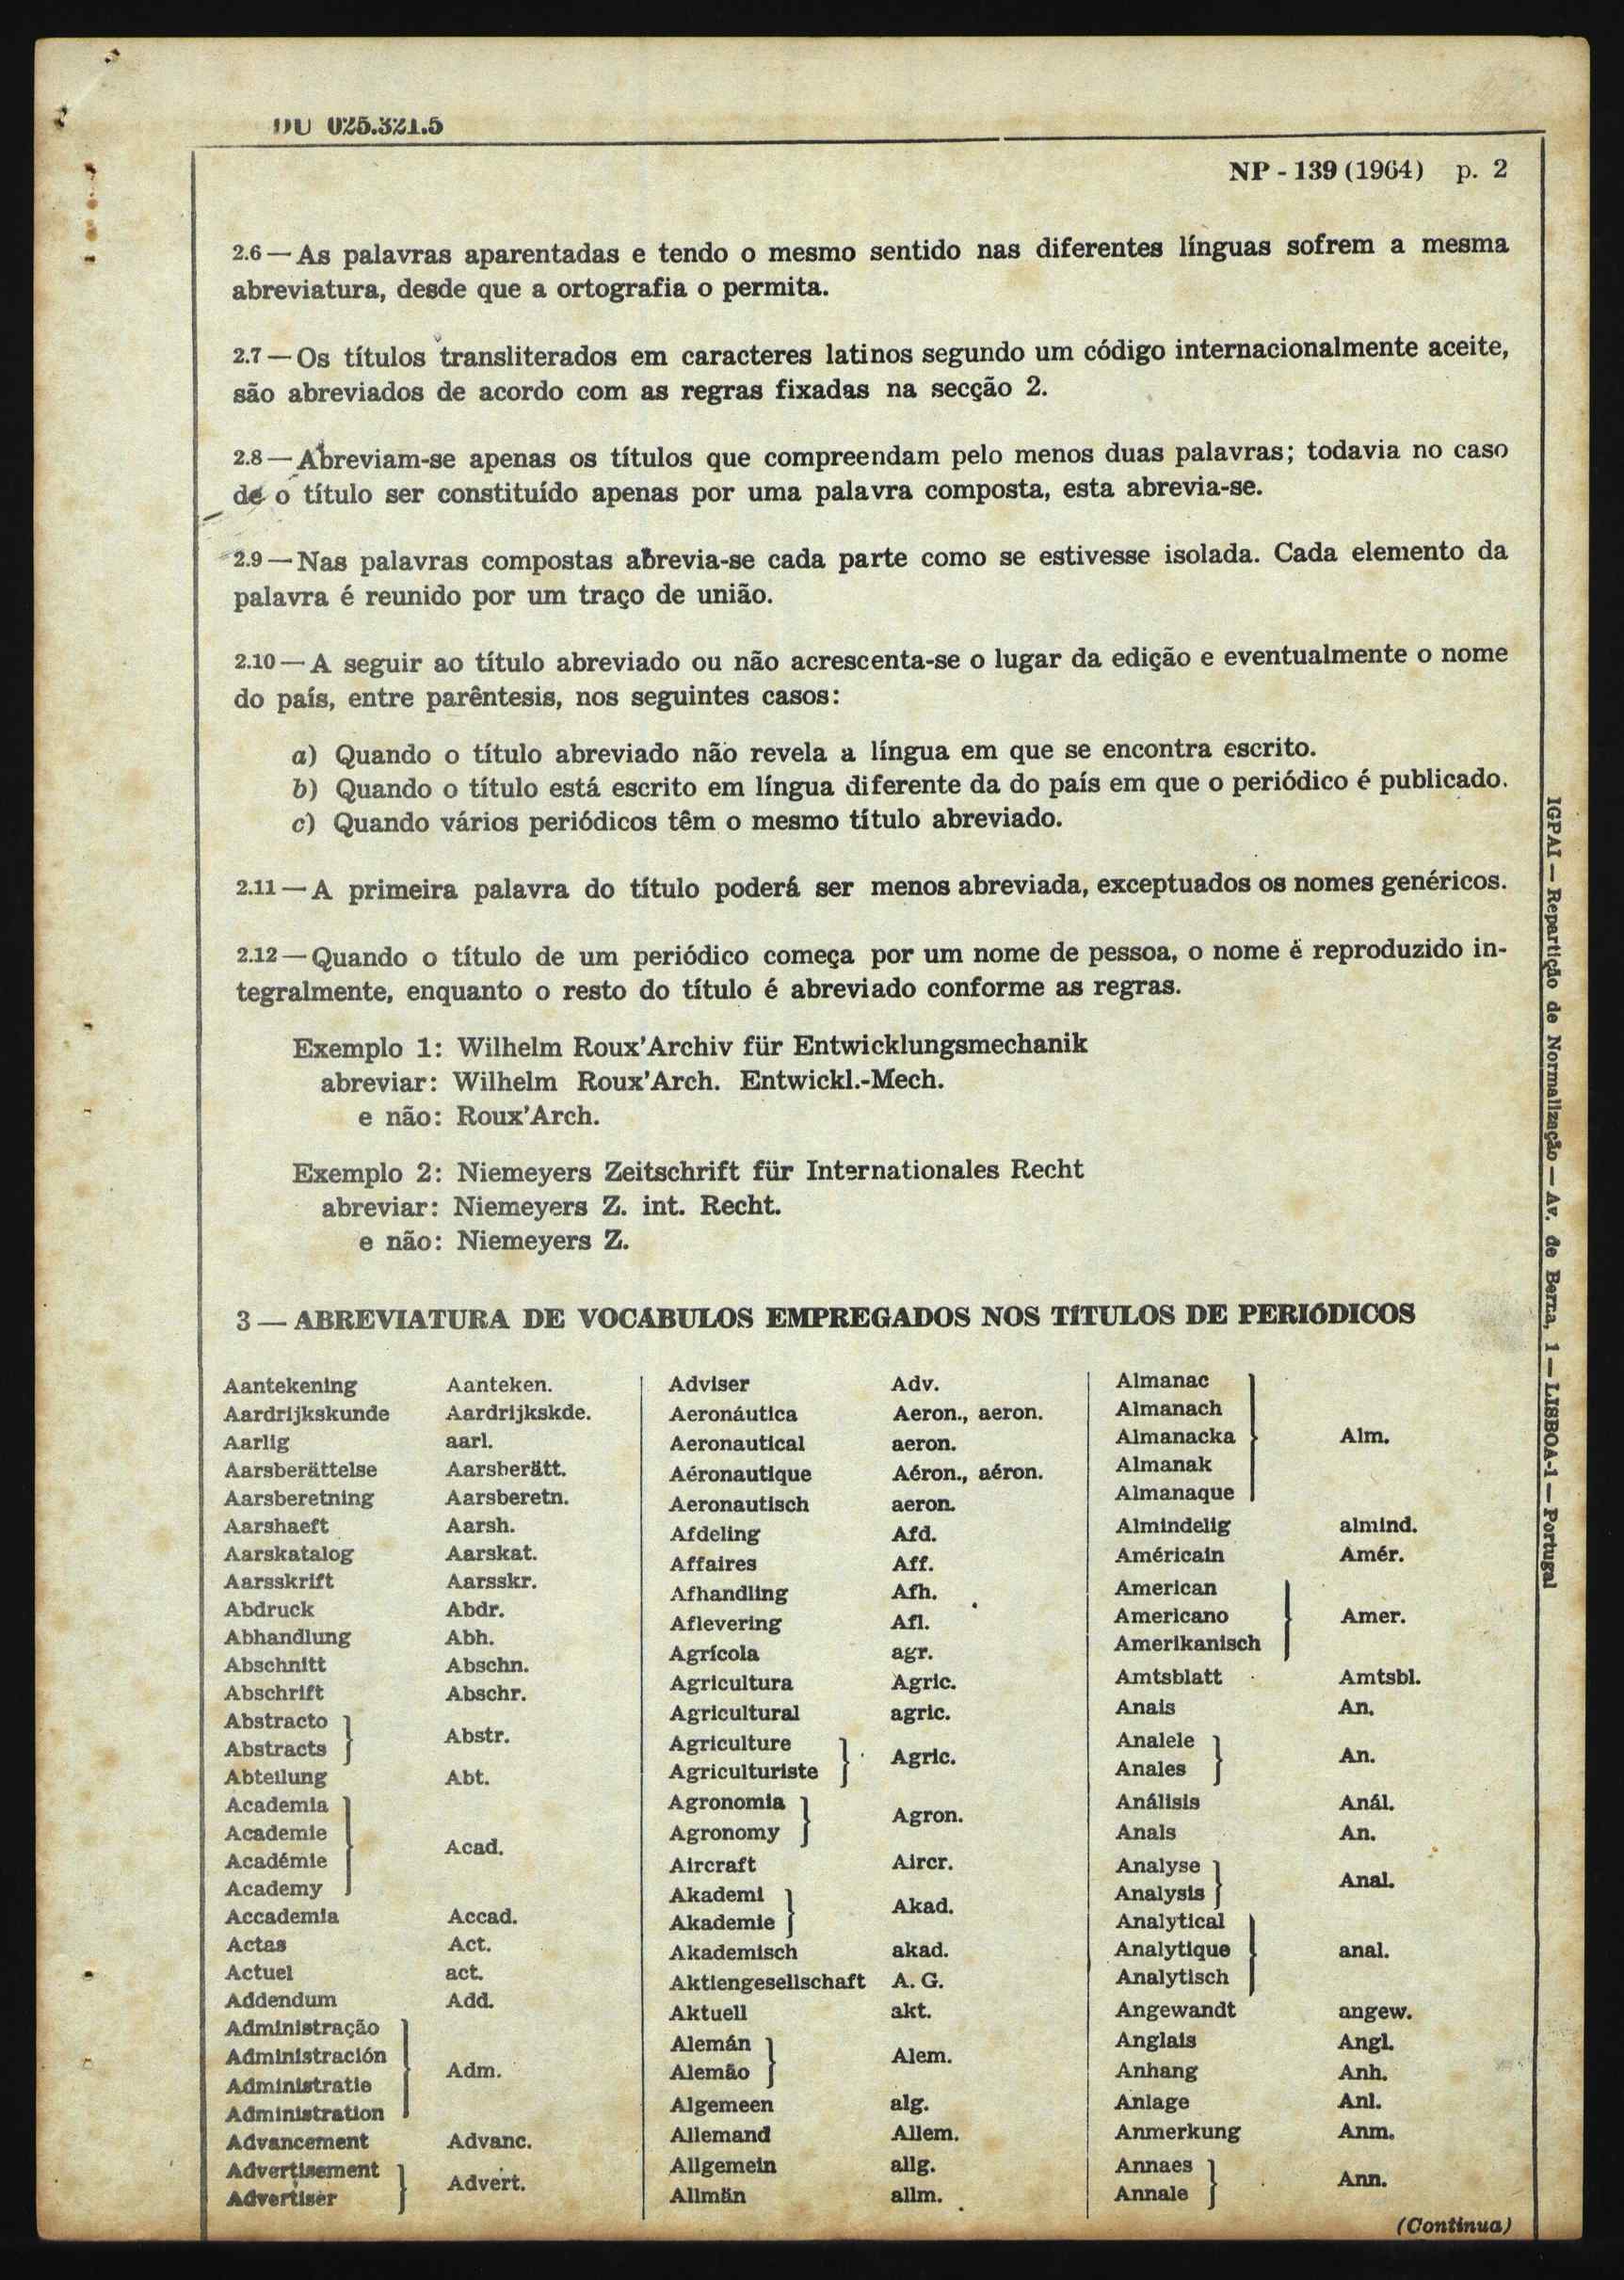 DU 025.321.5
NP - 139 (1964) p. 2
2.6 — As palavras aparentadas e tendo o mesmo sentido nas diferentes línguas sofrem a mesma
abreviatura, desde que a ortografia o permita.
2.7 — Os títulos transliterados em caracteres latinos segundo um código internacionalmente aceite,
são abreviados de acordo com as regras fixadas na secção 2.
2.8 — Abreviam-se apenas os títulos que compreendam pelo menos duas palavras; todavia no caso
de o título ser constituído apenas por uma palavra composta, esta abrevia-se.
2.9 — Nas palavras compostas abrevia-se cada parte como se estivesse isolada. Cada elemento da
palavra é reunido por um traço de união.
2.10 — A seguir ao título abreviado ou não acrescenta-se o lugar da edição e eventualmente o nome
do país, entre parêntesis, nos seguintes casos:
a) Quando o título abreviado não revela a língua em que se encontra escrito.
b) Quando o título está escrito em língua diferente da do país em que o periódico é publicado.
c) Quando vários periódicos têm o mesmo título abreviado.
2.11 — A primeira palavra do título poderá ser menos abreviada, exceptuados os nomes genéricos.
2.12 — Quando o título de um periódico começa por um nome de pessoa, o nome é reproduzido in-
tegralmente, enquanto o resto do título é abreviado conforme as regras.
Exemplo 1: Wilhelm Roux'Archiv für Entwicklungsmechanik
abreviar: Wilhelm Roux'Arch. Entwickl.-Mech.
e não: Roux'Arch.
Exemplo 2: Niemeyers Zeitschrift für Internationales Recht
abreviar: Niemeyers Z. int. Recht.
e não: Niemeyers Z.
3 — ABREVIATURA DE VOCÁBULOS EMPREGADOS NOS TÍTULOS DE PERIÓDICOS
Aantekening Aanteken.
Aardrijkskunde Aardrijkskde.
Aarlig aarl.
Aarsberättelse Aarsberätt.
Aarsberetning Aarsberetn.
Aarshaeft Aarsh.
Aarskatalog Aarskat.
Aarsskrift Aarsskr.
Abdruck Abdr.
Abhandlung Abh.
Abschnitt Abschn.
Abschrift Abschr.
Abstracto
Abstracts
Abstr.
Abteilung Abt.
Academia
Academie
Académie
Academy
Acad.
Accademia Accad.
Actas Act.
Actuel act.
Addendum Add.
Administração
Administración
Administratie
Administration
Adm.
Advancement Advanc.
Advertisement
Advertiser
Advert.
Adviser Adv.
Aeronáutica Aeron., aeron.
Aeronautical aeron.
Aéronautique Aéron., aéron.
Aeronautisch aeron.
Afdeling Afd.
Affaires Aff.
Afhandling Afh.
Aflevering Afl.
Agrícola agr.
Agricultura Agric.
Agricultural agric.
Agriculture
Agriculturiste
Agric.
Agronomia
Agronomy
Agron.
Aircraft Aircr.
Akademi
Akademie
Akad.
Akademisch akad.
Aktiengesellschaft A. G.
Aktuell akt.
Alemán
Alemão
Alem.
Algemeen alg.
Allemand Allem.
Allgemein allg.
Allmän allm.
Almanac
Almanach
Almanacka
Almanak
Almanaque
Alm.
Almindelig almind.
Américain Amér.
American
Americano
Amerikanisch
Amer.
Amtsblatt Amtsbl.
Anais An.
Analele
Anales
An.
Análisis Anál.
Anals An.
Analyse
Analysis
Anal.
Analytical
Analytique
Analytisch
anal.
Angewandt angew.
Anglais Angl.
Anhang Anh.
Anlage Anl.
Anmerkung Anm.
Annaes
Annale
Ann.
(Continua)
IGPAI — Repartição de Normalização — Av. de Berna, 1 — LISBOA-1 — Portugal